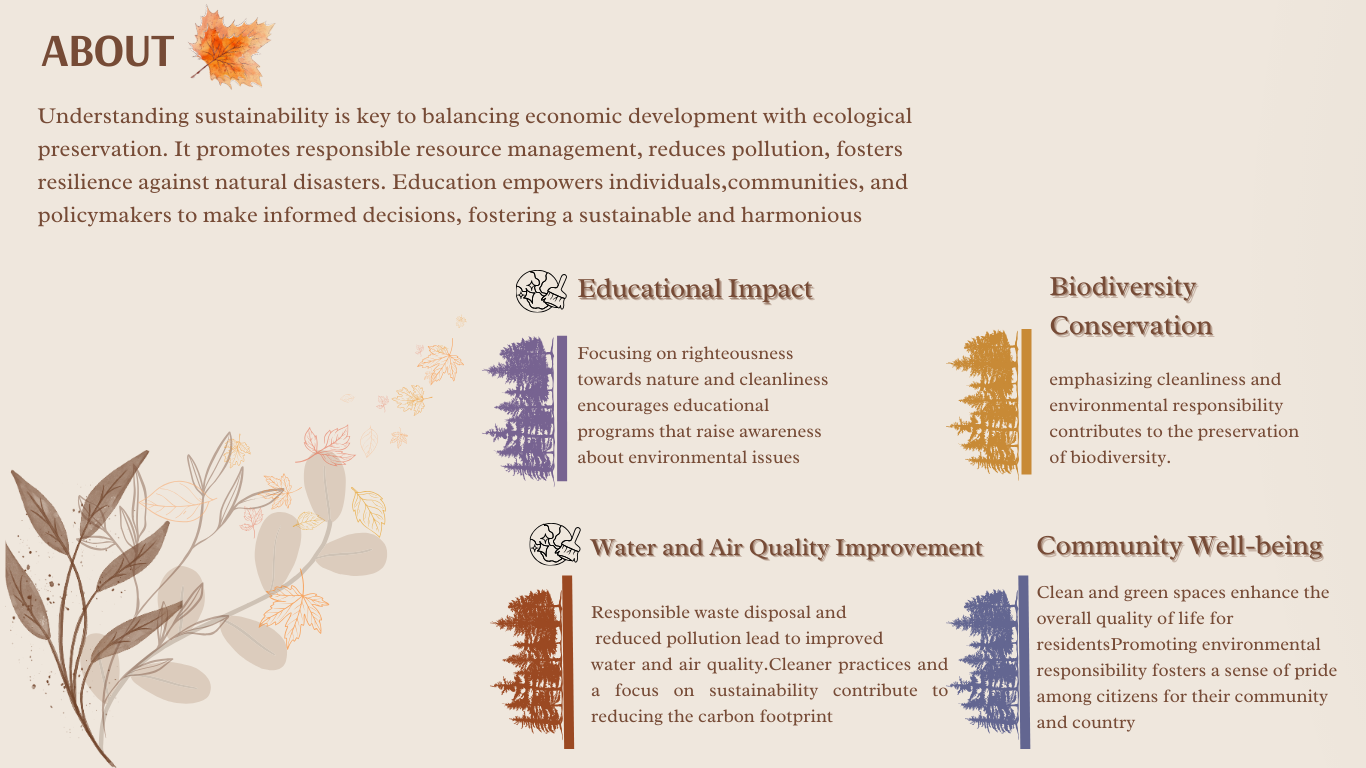 ABOUT
Understanding sustainability is key to balancing economic development with ecological
preservation. It promotes responsible resource management, reduces pollution, fosters
resilience against natural disasters. Education empowers individuals,communities, and
policymakers to make informed decisions, fostering a sustainable and harmonious
Educational Impact
Focusing on righteousness
towards nature and cleanliness
encourages educational
programs that raise awareness
about environmental issues
Biodiversity
Conservation
emphasizing cleanliness and
environmental responsibility
contributes to the preservation
of biodiversity.
Water and Air Quality Improvement
Responsible waste disposal and
reduced pollution lead to improved
water and air quality.Cleaner practices and
a focus on sustainability contribute to
reducing the carbon footprint
Community Well-being
Clean and green spaces enhance the
overall quality of life for
residentsPromoting environmental
responsibility fosters a sense of pride
among citizens for their community
and country